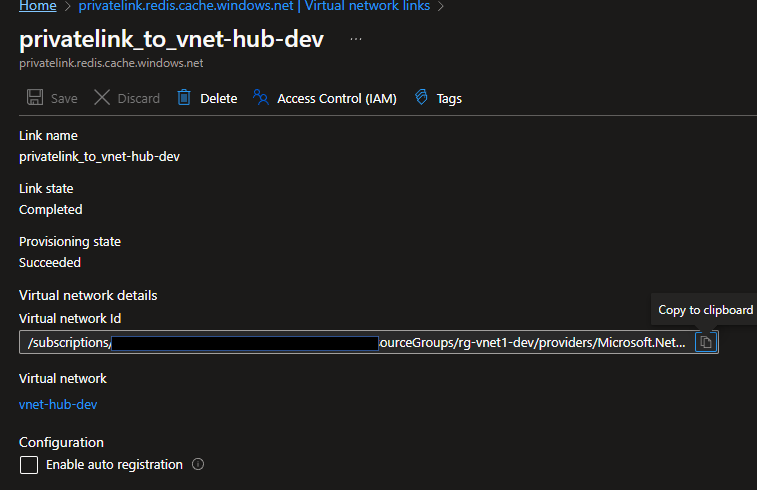 Home > privatelink.redis.cache.windows.net | Virtual network links >
privatelink_to_vnet-hub-dev ...
privatelink.redis.cache.windows.net
Save Discard Delete Access Control (IAM) Tags
Link name
privatelink_to_vnet-hub-dev
Link state
Completed
Provisioning state
Succeeded
Virtual network details
Copy to clipboard
Virtual network Id
/subscriptions/ ourceGroups/rg-vnet1-dev/providers/Microsoft.Net...
Virtual network
vnet-hub-dev
Configuration
Enable auto registration